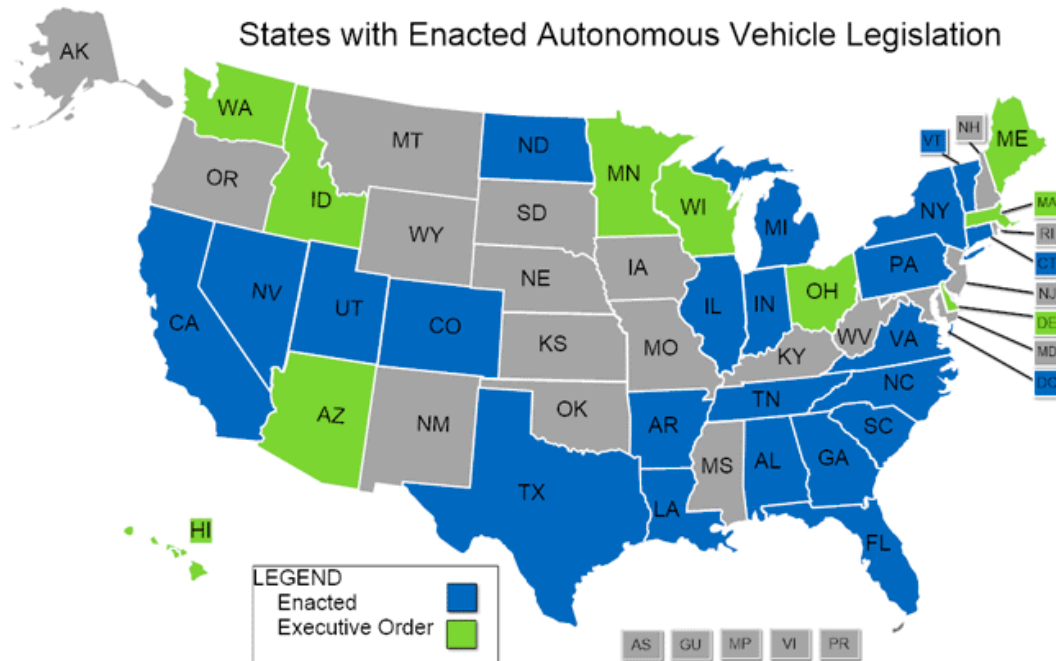 States with Enacted Autonomous Vehicle Legislation
AK
WA
MT
ND
MN
VT
NH
ME
OR
ID
WY
SD
WI
MI
NY
MA
RI
CT
NJ
DE
MD
DC
NV
UT
CO
NE
IA
IL
IN
OH
PA
CA
KS
MO
KY
WV
VA
AZ
NM
OK
AR
TN
NC
SC
TX
LA
MS
AL
GA
FL
HI
LEGEND
Enacted
Executive Order
AS
GU
MP
VI
PR